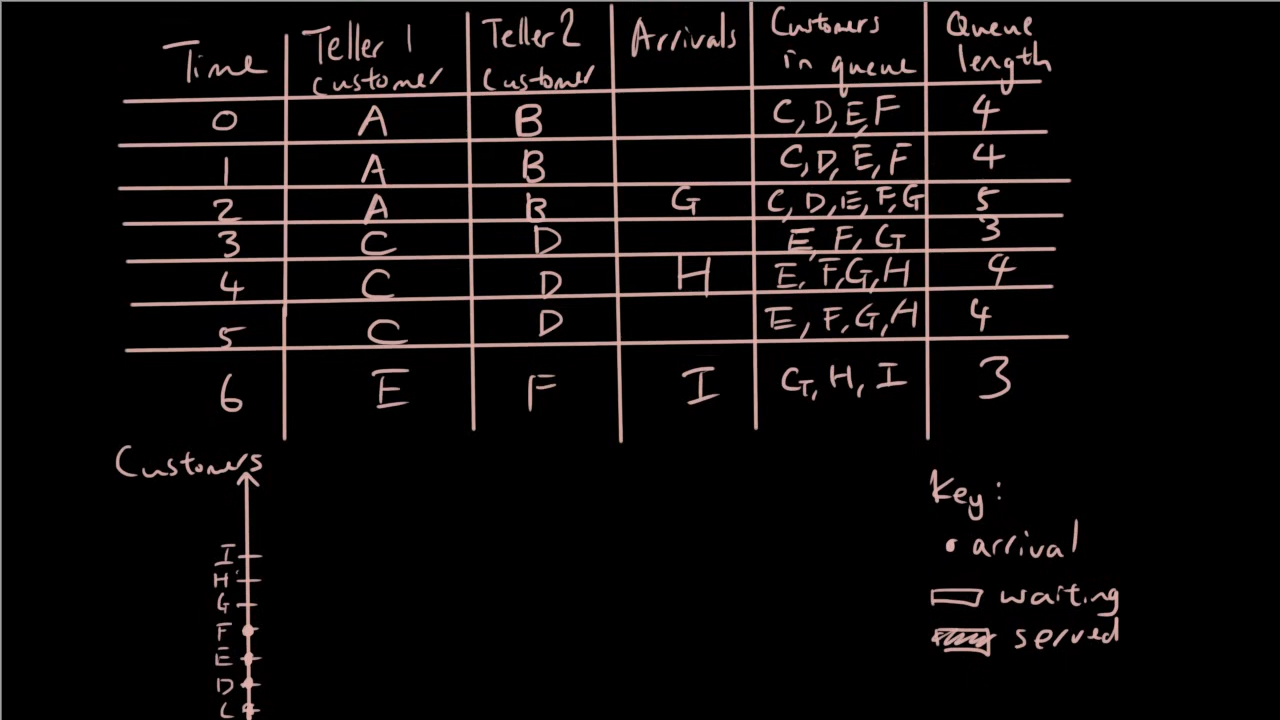 Time Teller 1 customer Teller 2 customer Arrivals Customers in queue Queue length
0 A B C, D, E, F 4
1 A B C, D, E, F 4
2 A B G C, D, E, F, G 5
3 C D E, F, G 3
4 C D H E, F, G, H 4
5 C D E, F, G, H 4
6 E F I G, H, I 3
Customers
I
H
G
F
E
D
C
Key:
arrival
waiting
served